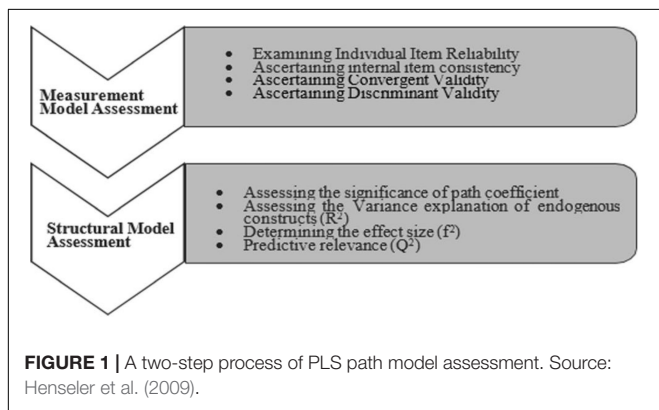 • Examining Individual Item Reliability
• Ascertaining internal item consistency
• Ascertaining Convergent Validity
• Ascertaining Discriminant Validity
Measurement
Model Assessment
• Assessing the significance of path coefficient
• Assessing the Variance explanation of endogenous
constructs (R²)
• Determining the effect size (f²)
• Predictive relevance (Q²)
Structural Model
Assessment
FIGURE 1 | A two-step process of PLS path model assessment. Source:
Henseler et al. (2009).